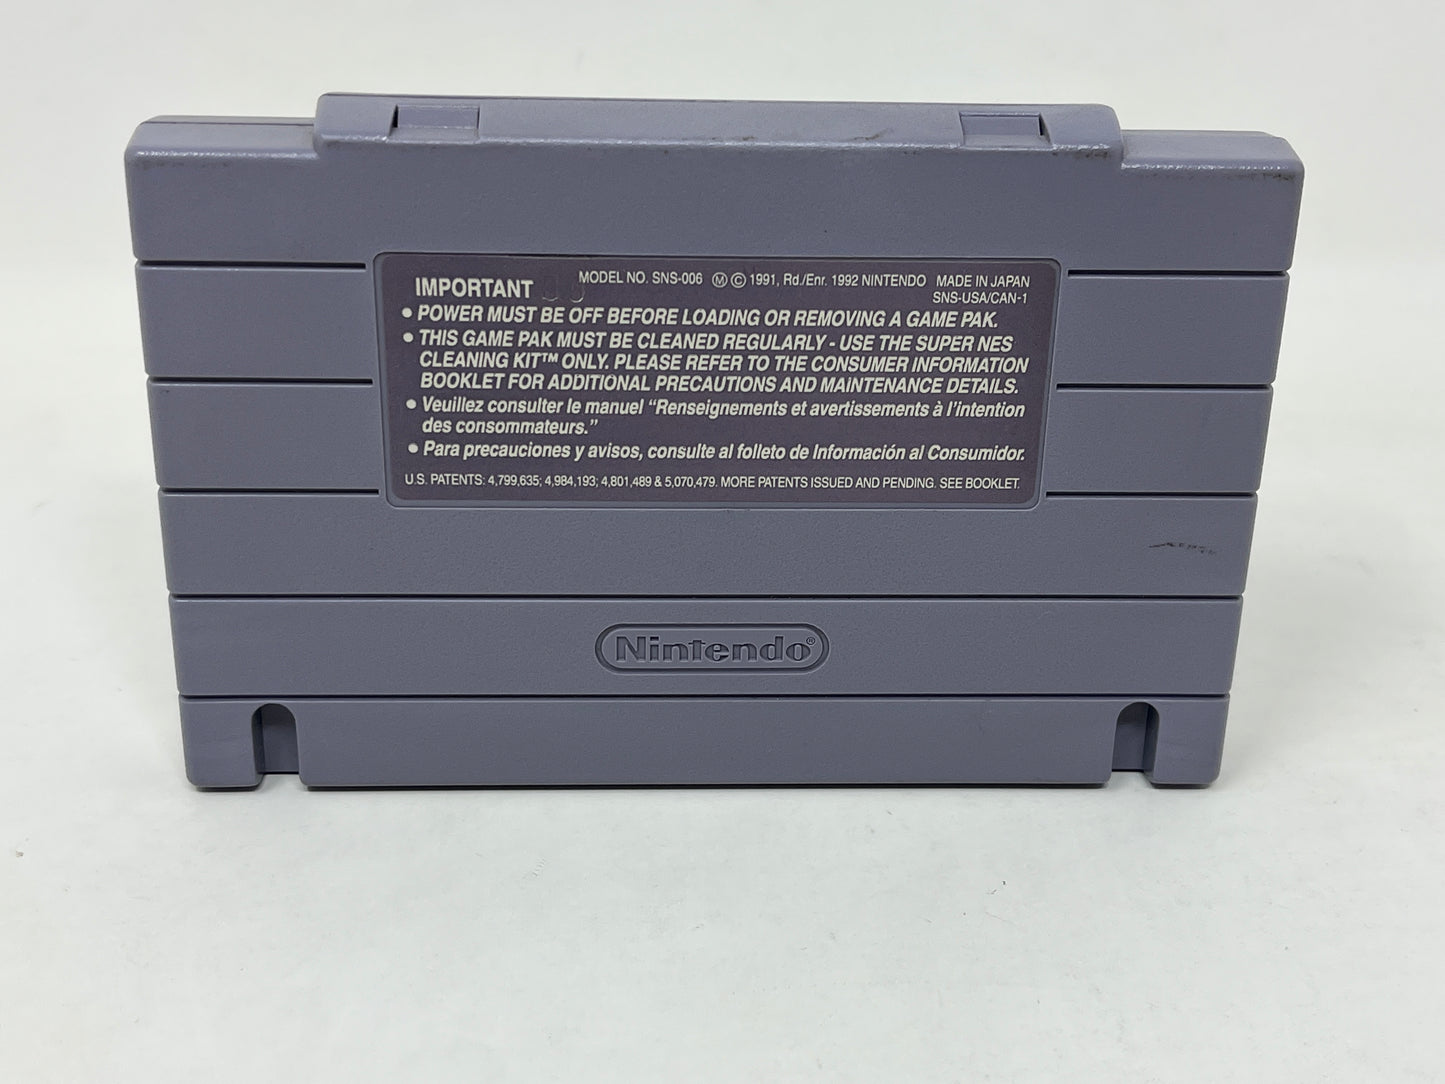 IMPORTANT MODEL NO. SNS-006 Ⓜ © 1991, Rd./Enr. 1992 NINTENDO MADE IN JAPAN
SNS-USA/CAN-1
• POWER MUST BE OFF BEFORE LOADING OR REMOVING A GAME PAK.
• THIS GAME PAK MUST BE CLEANED REGULARLY - USE THE SUPER NES
CLEANING KIT™ ONLY. PLEASE REFER TO THE CONSUMER INFORMATION
BOOKLET FOR ADDITIONAL PRECAUTIONS AND MAINTENANCE DETAILS.
• Veuillez consulter le manuel “Renseignements et avertissements à l'intention
des consommateurs.”
• Para precauciones y avisos, consulte al folleto de Información al Consumidor.
U.S. PATENTS: 4,799,635; 4,984,193; 4,801,489 & 5,070,479. MORE PATENTS ISSUED AND PENDING. SEE BOOKLET.
Nintendo®